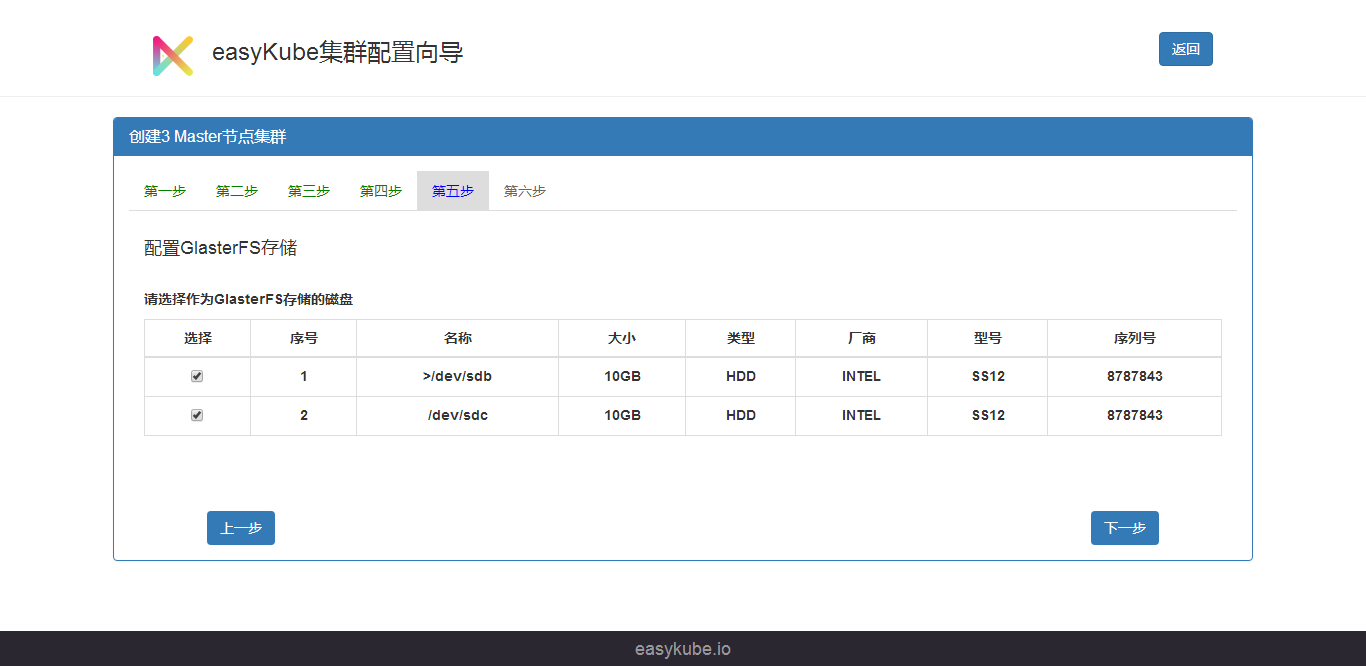 easyKube集群配置向导
返回
创建3 Master节点集群
第一步 第二步 第三步 第四步 第五步 第六步
配置GlasterFS存储
请选择作为GlasterFS存储的磁盘
选择 序号 名称 大小 类型 厂商 型号 序列号
1 >/dev/sdb 10GB HDD INTEL SS12 8787843
2 /dev/sdc 10GB HDD INTEL SS12 8787843
上一步 下一步
easykube.io